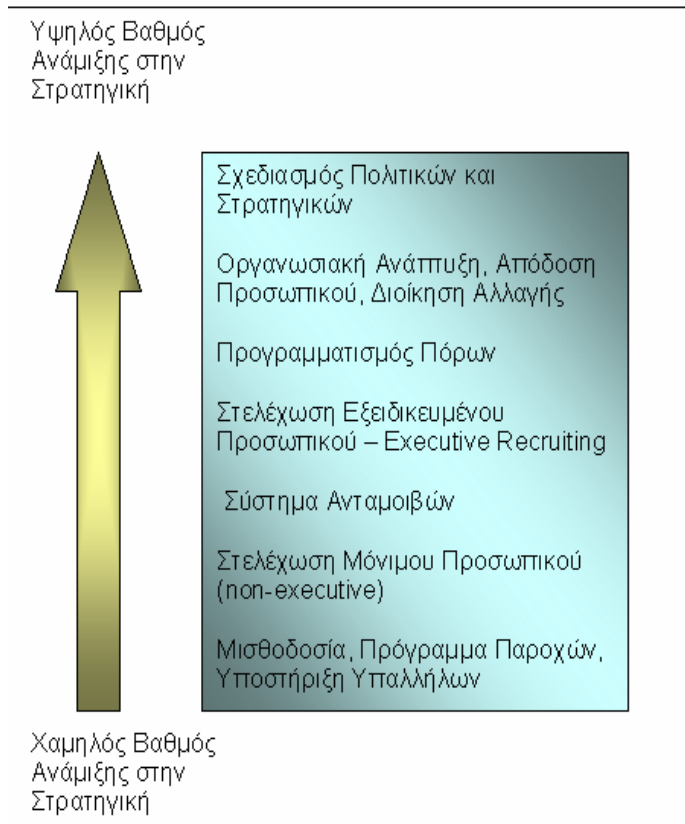 Υψηλός Βαθμός
Ανάμιξης στην
Στρατηγική
Σχεδιασμός Πολιτικών και
Στρατηγικών
Οργανωσιακή Ανάπτυξη, Απόδοση
Προσωπικού, Διοίκηση Αλλαγής
Προγραμματισμός Πόρων
Στελέχωση Εξειδικευμένου
Προσωπικού – Executive Recruiting
Σύστημα Ανταμοιβών
Στελέχωση Μόνιμου Προσωπικού
(non-executive)
Μισθοδοσία, Πρόγραμμα Παροχών,
Υποστήριξη Υπαλλήλων
Χαμηλός Βαθμός
Ανάμιξης στην
Στρατηγική